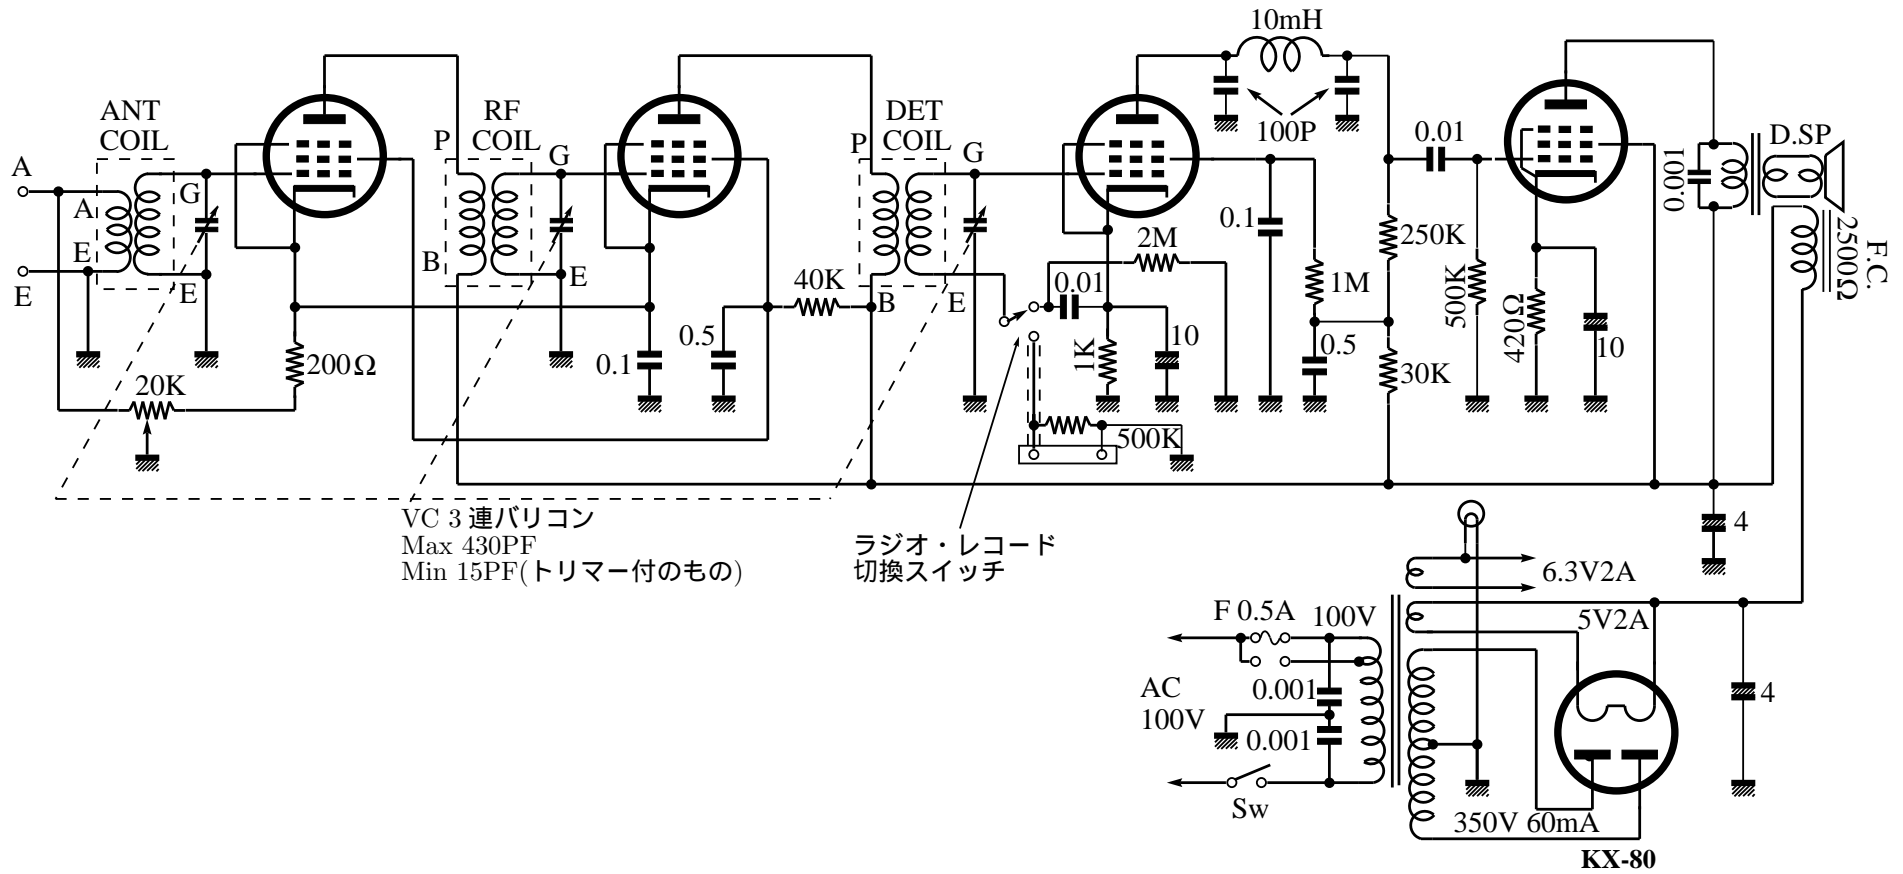 10mH
ANT
COIL
RF
COIL
DET
COIL
100P
0.01
D.SP
0.001
A
A
E
E
G
E
P
B
G
E
P
B
G
E
200Ω
20K
0.1
0.5
40K
0.01
2M
1K
10
0.1
1M
0.5
250K
30K
500K
420Ω
10
2500Ω
F.C.
500K
VC 3 連バリコン
Max 430PF
Min 15PF(トリマー付のもの)
ラジオ・レコード
切換スイッチ
4
6.3V2A
5V2A
F 0.5A
100V
AC
100V
0.001
0.001
Sw
350V 60mA
4
KX-80